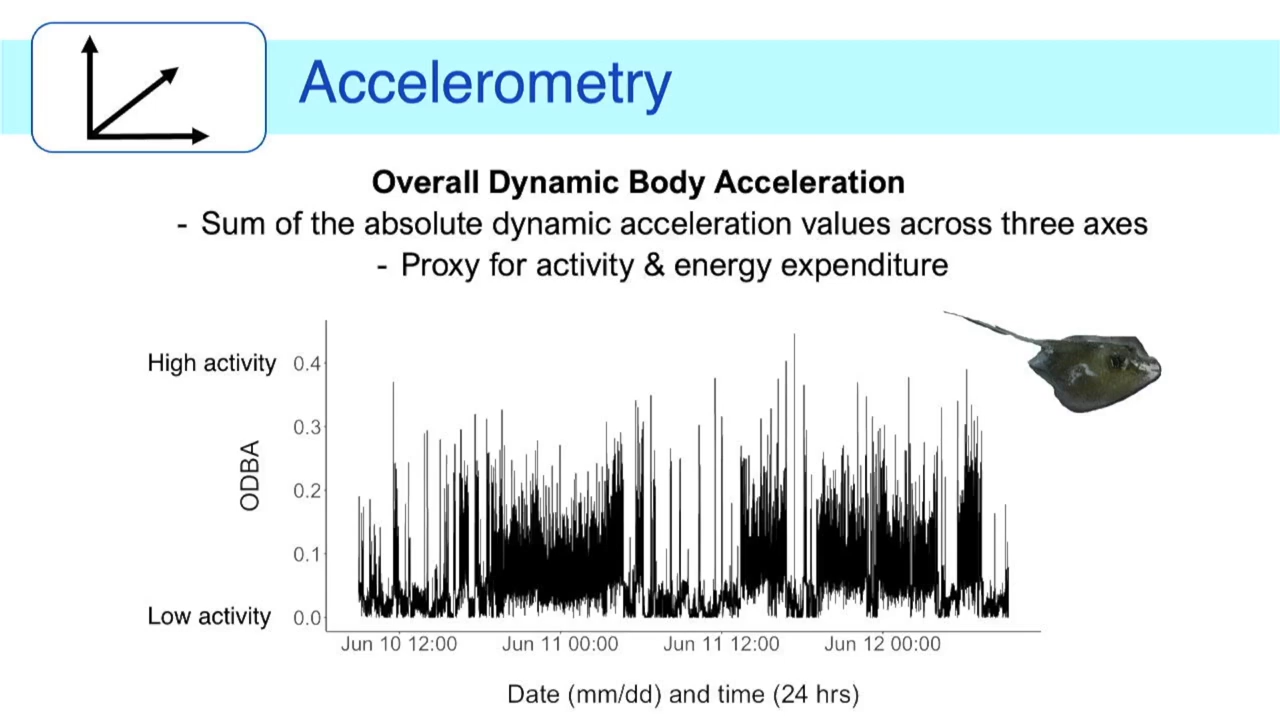 Accelerometry
Overall Dynamic Body Acceleration
- Sum of the absolute dynamic acceleration values across three axes
- Proxy for activity & energy expenditure
High activity
0.4
0.3
ODBA
0.2
0.1
Low activity
0.0
Jun 10 12:00 Jun 11 00:00 Jun 11 12:00 Jun 12 00:00
Date (mm/dd) and time (24 hrs)